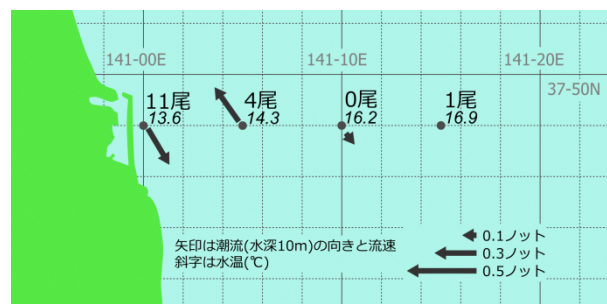 141-00E 141-10E 141-20E
37-50N
11尾 4尾 0尾 1尾
13.6 14.3 16.2 16.9
矢印は潮流(水深10m)の向きと流速
斜字は水温(℃)
0.1ノット
0.3ノット
0.5ノット